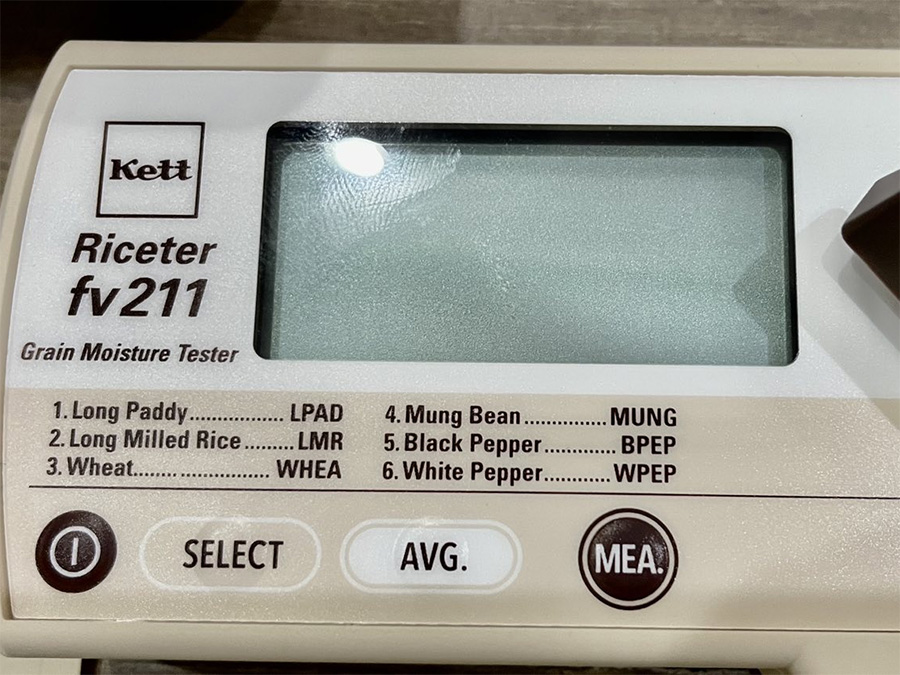 Kett
Riceter
fv211
Grain Moisture Tester
1. Long Paddy................ LPAD
2. Long Milled Rice ......... LMR
3. Wheat........ .................. WHEA
4. Mung Bean ............... MUNG
5. Black Pepper ............. BPEP
6. White Pepper ............ WPEP
SELECT
AVG.
MEA.